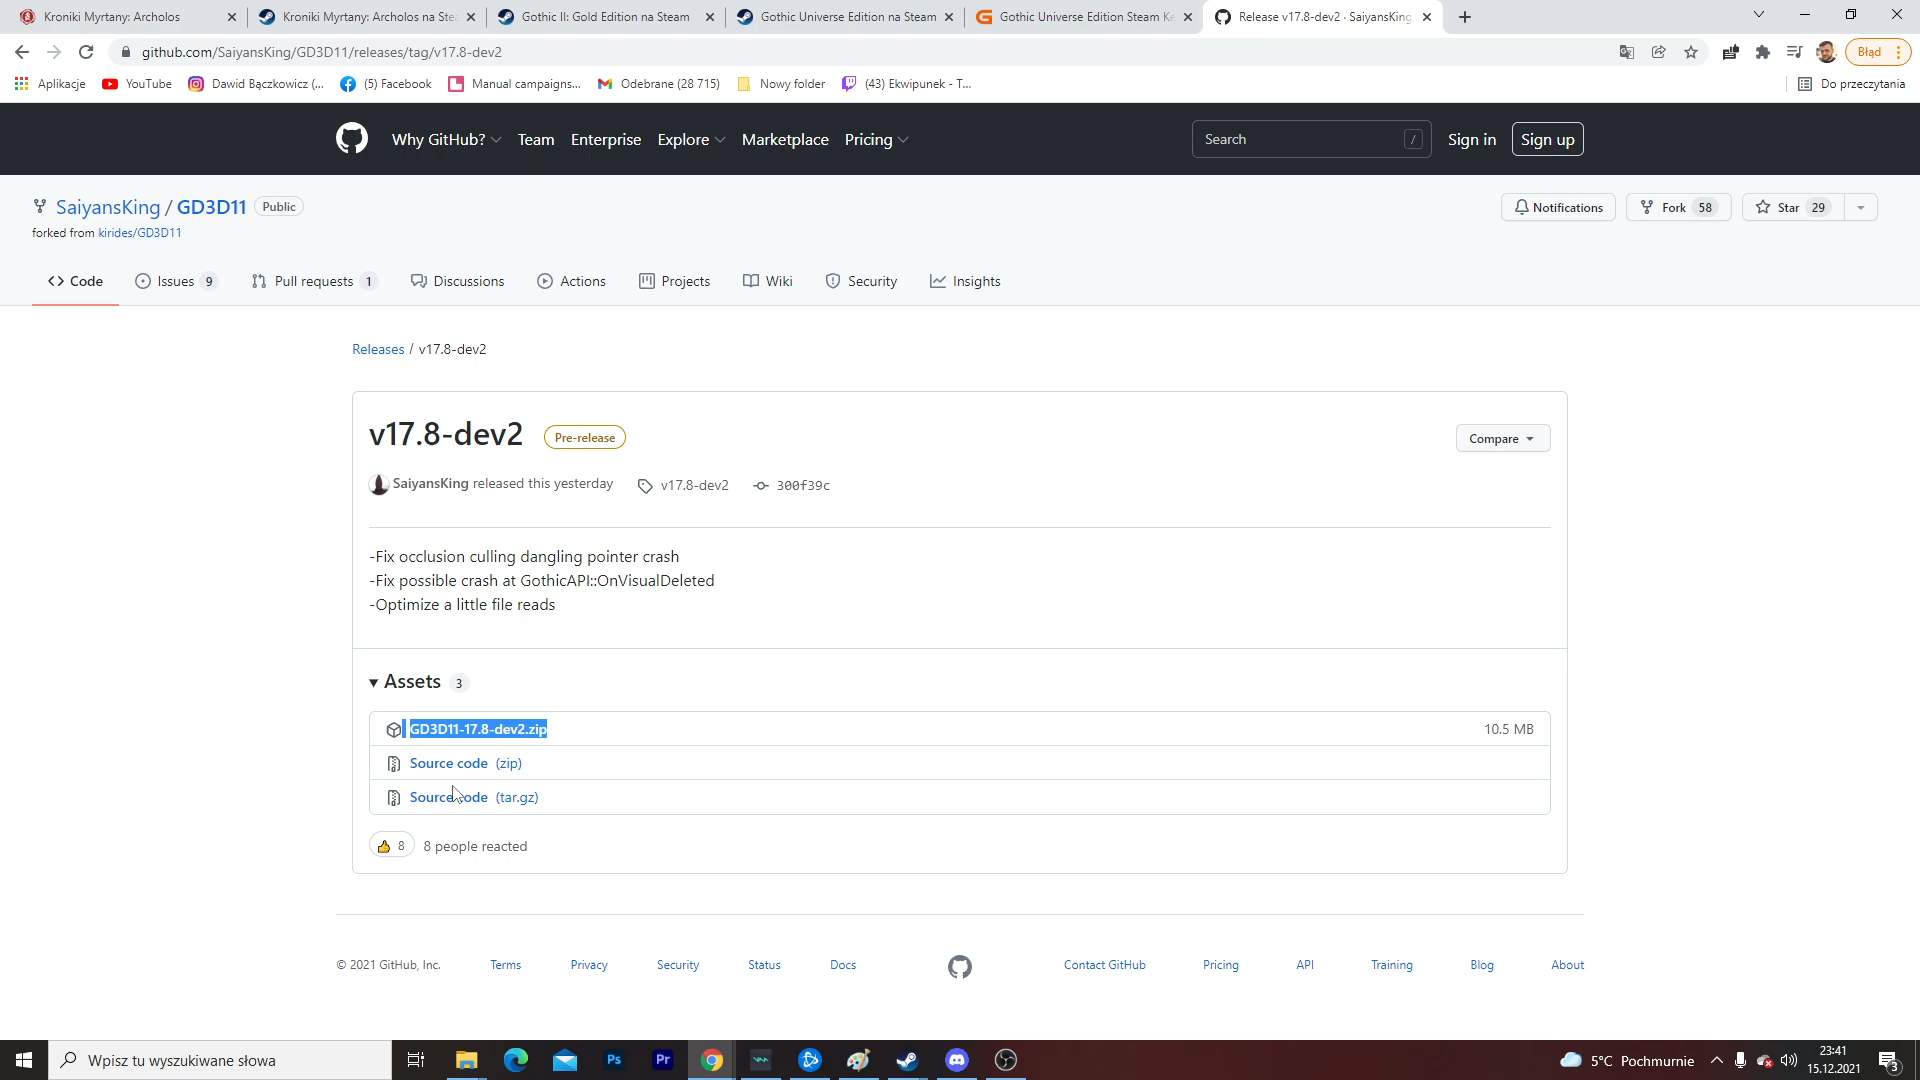 Kroniki Myrtany: Archolos
Kroniki Myrtany: Archolos na Ste
Gothic II: Gold Edition na Steam
Gothic Universe Edition na Steam
Gothic Universe Edition Steam Ke
Release v17.8-dev2 · SaiyansKing
github.com/SaiyansKing/GD3D11/releases/tag/v17.8-dev2
Błąd
Aplikacje
YouTube
Dawid Bączkowicz (...
(5) Facebook
Manual campaigns...
Odebrane (28 715)
Nowy folder
(43) Ekwipunek - T...
Do przeczytania
Why GitHub?
Team
Enterprise
Explore
Marketplace
Pricing
Search
/
Sign in
Sign up
SaiyansKing / GD3D11
Public
Notifications
Fork 58
Star 29
forked from kirides/GD3D11
Code
Issues 9
Pull requests 1
Discussions
Actions
Projects
Wiki
Security
Insights
Releases / v17.8-dev2
v17.8-dev2
Pre-release
Compare
SaiyansKing released this yesterday
v17.8-dev2
300f39c
-Fix occlusion culling dangling pointer crash
-Fix possible crash at GothicAPI::OnVisualDeleted
-Optimize a little file reads
Assets 3
GD3D11-17.8-dev2.zip
10.5 MB
Source code (zip)
Source code (tar.gz)
8
8 people reacted
© 2021 GitHub, Inc.
Terms
Privacy
Security
Status
Docs
Contact GitHub
Pricing
API
Training
Blog
About
Wpisz tu wyszukiwane słowa
Ps
Pr
5°C Pochmurnie
23:41
15.12.2021
3